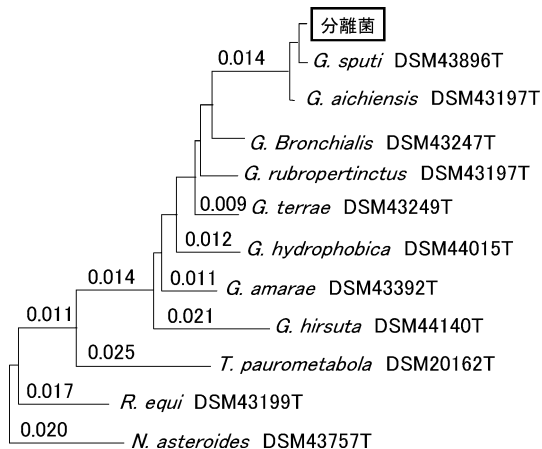 分離菌
0.014
G. sputi DSM43896T
G. aichiensis DSM43197T
G. Bronchialis DSM43247T
G. rubropertinctus DSM43197T
0.009 G. terrae DSM43249T
0.012 G. hydrophobica DSM44015T
0.014 0.011 G. amarae DSM43392T
0.011 0.021 G. hirsuta DSM44140T
0.025 T. paurometabola DSM20162T
0.017 R. equi DSM43199T
0.020 N. asteroides DSM43757T